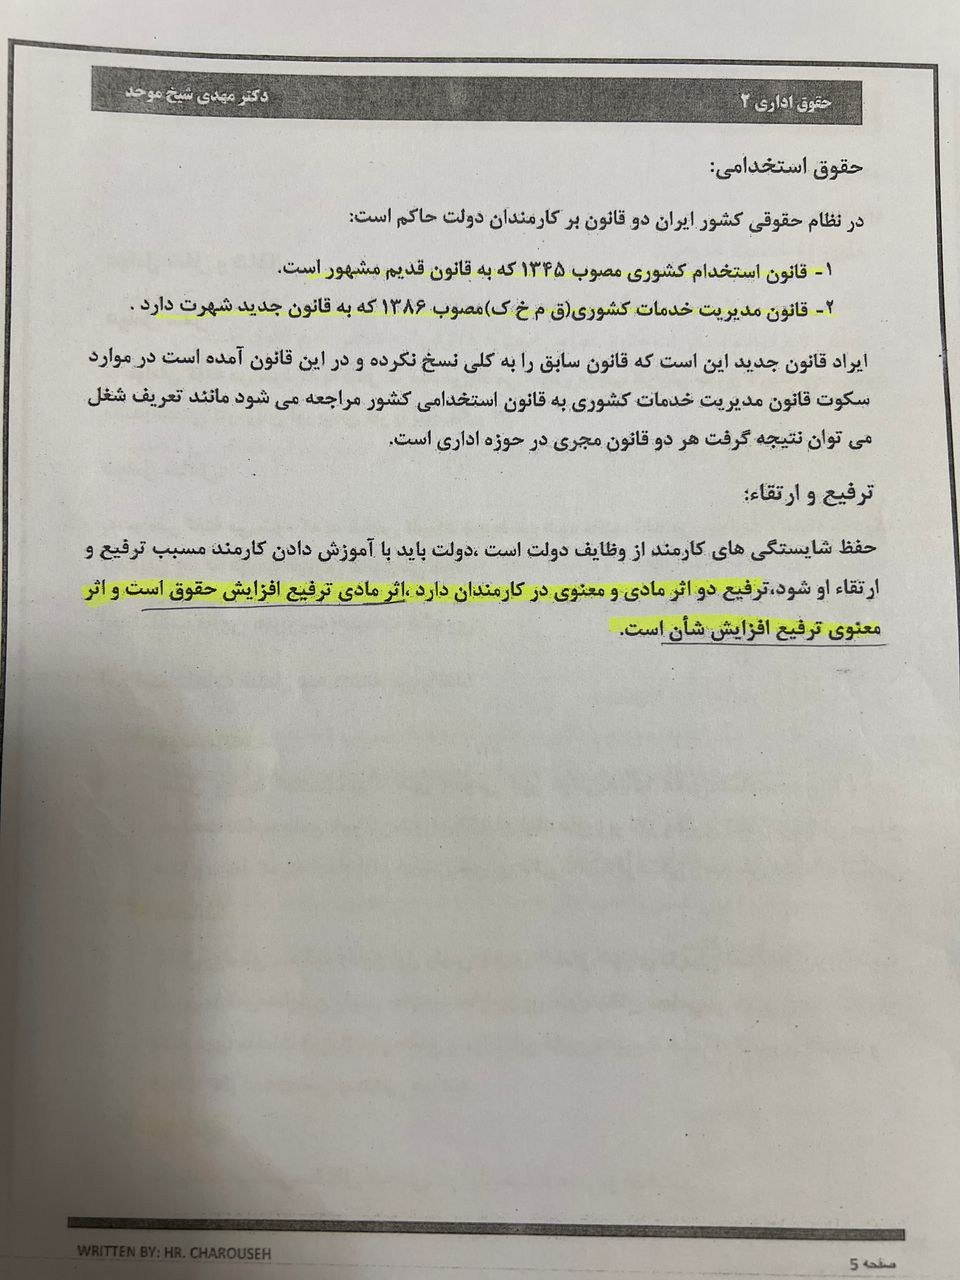 حقوق اداری ۲
دکتر مهدی شیخ موحد
حقوق استخدامی:
در نظام حقوقی کشور ایران دو قانون بر کارمندان دولت حاکم است:
۱- قانون استخدام کشوری مصوب ۱۳۴۵ که به قانون قدیم مشهور است.
۲- قانون مدیریت خدمات کشوری(ق م خ ک)مصوب ۱۳۸۶ که به قانون جدید شهرت دارد .
ایراد قانون جدید این است که قانون سابق را به کلی نسخ نکرده و در این قانون آمده است در موارد
سکوت قانون مدیریت خدمات کشوری به قانون استخدامی کشور مراجعه می شود مانند تعریف شغل
می توان نتیجه گرفت هر دو قانون مجری در حوزه اداری است.
ترفیع و ارتقاء:
حفظ شایستگی های کارمند از وظایف دولت است ،دولت باید با آموزش دادن کارمند مسبب ترفیع و
ارتقاء او شود،ترفیع دو اثر مادی و معنوی در کارمندان دارد ،اثر مادی ترفیع افزایش حقوق است و اثر
معنوی ترفیع افزایش شأن است.
WRITTEN BY: HR. CHAROUSEH
صفحه 5